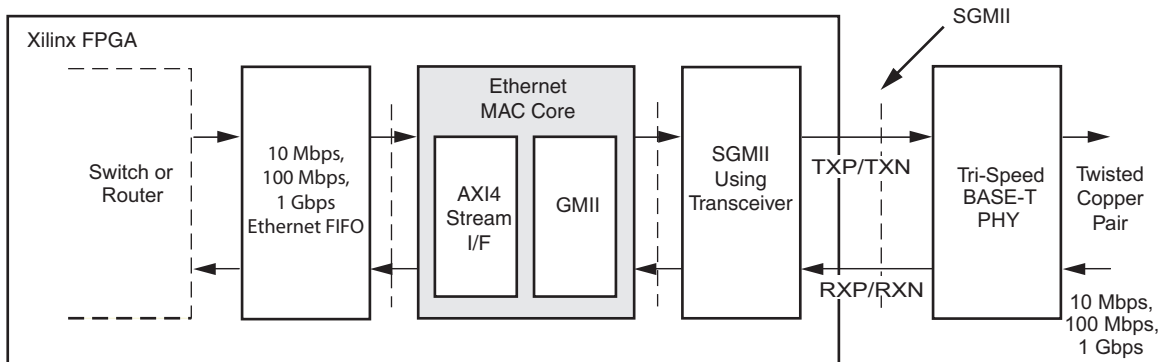 SGMII
Xilinx FPGA
Switch or
Router
10 Mbps,
100 Mbps,
1 Gbps
Ethernet FIFO
Ethernet
MAC Core
AXI4
Stream
I/F
GMII
SGMII
Using
Transceiver
TXP/TXN
RXP/RXN
Tri-Speed
BASE-T
PHY
Twisted
Copper
Pair
10 Mbps,
100 Mbps,
1 Gbps